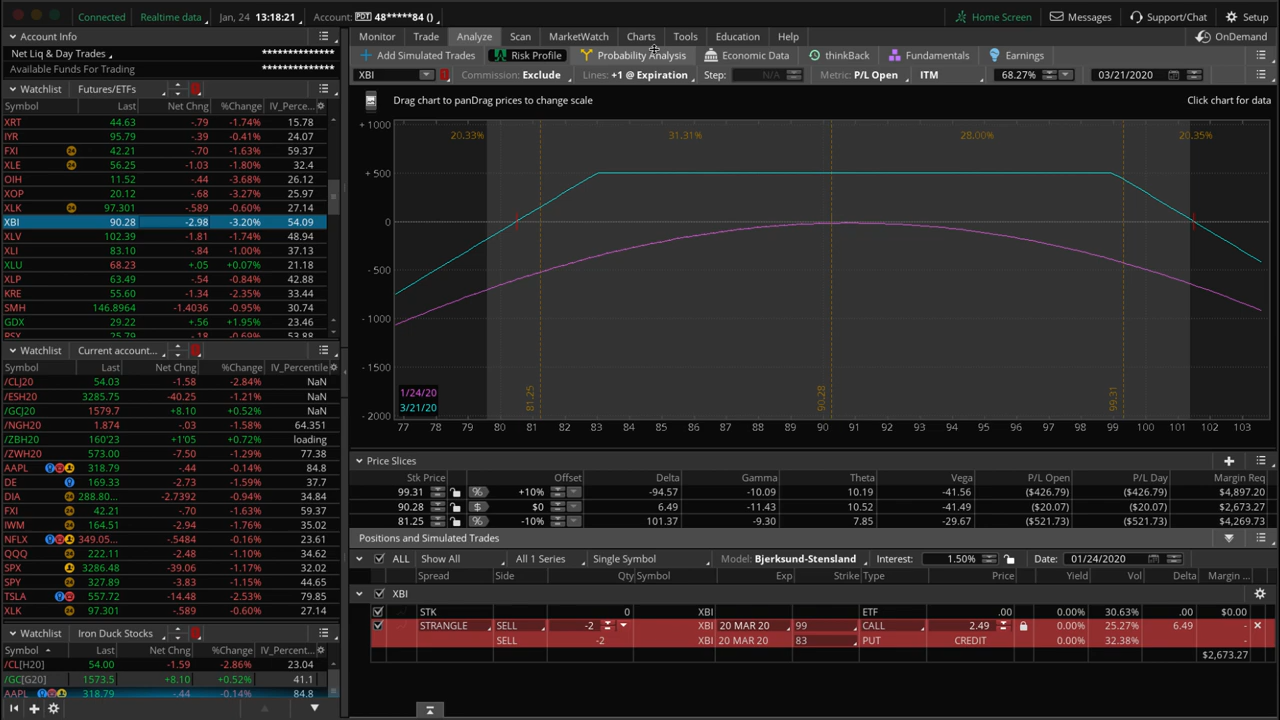 Connected Realtime data Jan, 24 13:18:21 Account: PDT 48*****84 () Home Screen Messages Support/Chat Setup
Account Info
Net Liq & Day Trades **************
Available Funds For Trading **************
Watchlist Futures/ETFs
Symbol Last Net Chng %Change IV_Perce...
XRT 44.63 -.79 -1.74% 15.78
IYR 95.79 -.39 -0.41% 24.07
FXI 24 42.21 -.70 -1.63% 59.37
XLE 24 56.25 -1.03 -1.80% 32.4
OIH 11.52 -.44 -3.68% 26.12
XOP 20.12 -.68 -3.27% 25.97
XLK 24 97.301 -.589 -0.60% 27.14
XBI 90.28 -2.98 -3.20% 54.09
XLV 102.39 -1.81 -1.74% 48.94
XLI 83.10 -.84 -1.00% 37.13
XLU 68.23 +.05 +0.07% 21.18
XLP 63.49 -.54 -0.84% 42.88
KRE 55.60 -1.34 -2.35% 33.44
SMH 146.8964 -1.4036 -0.95% 30.74
GDX 29.22 +.56 +1.95% 23.46
Watchlist Current account...
Symbol Last Net Chng %Change IV_Percentile
/CLJ20 54.03 -1.58 -2.84% NaN
/ESH20 3285.75 -40.25 -1.21% NaN
/GCJ20 1579.7 +8.10 +0.52% NaN
/NGH20 1.874 -.03 -1.58% 64.351
/ZBH20 160'23 +1'05 +0.72% loading
/ZWH20 573.00 -7.50 -1.29% 77.38
AAPL 318.79 -.44 -0.14% 84.8
DE 169.33 -2.73 -1.59% 37.7
DIA 24 288.80... -2.7392 -0.94% 34.84
FXI 24 42.21 -.70 -1.63% 59.37
IWM 24 164.51 -2.94 -1.76% 35.02
NFLX 349.05... -.5484 -0.16% 23.61
QQQ 24 222.11 -2.48 -1.10% 34.62
SPX 24 3286.48 -39.06 -1.17% 32.02
SPY 24 327.89 -3.83 -1.15% 44.65
TSLA 557.72 -14.48 -2.53% 79.85
XLK 24 97.301 -.589 -0.60% 27.14
Watchlist Iron Duck Stocks
Symbol Last Net Chng %Change IV_Percent...
/CL[H20] 54.00 -1.59 -2.86% 23.04
/GC[G20] 1573.5 +8.10 +0.52% 41.1
AAPL 318.79 -.44 -0.14% 84.8
Monitor Trade Analyze Scan MarketWatch Charts Tools Education Help OnDemand
Add Simulated Trades Risk Profile Probability Analysis Economic Data thinkBack Fundamentals Earnings
XBI Commission: Exclude Lines: +1 @ Expiration Step: N/A Metric: P/L Open ITM 68.27% 03/21/2020
Drag chart to panDrag prices to change scale Click chart for data
+ 1000
20.33% 31.31% 28.00% 20.35%
+ 500
0
- 500
- 1000
- 1500
- 2000
1/24/20
3/21/20
81.25 90.28 99.31
77 78 79 80 81 82 83 84 85 86 87 88 89 90 91 92 93 94 95 96 97 98 99 100 101 102 103
Price Slices
Stk Price Offset Delta Gamma Theta Vega P/L Open P/L Day Margin Req
99.31 % +10% -94.57 -10.09 10.19 -41.56 ($426.79) ($426.79) $4,897.20
90.28 $ $0 6.49 -11.43 10.52 -41.49 ($20.07) ($20.07) $2,673.27
81.25 % -10% 101.37 -9.30 7.85 -29.67 ($521.73) ($521.73) $4,269.73
Positions and Simulated Trades
ALL Show All All 1 Series Single Symbol Model: Bjerksund-Stensland Interest: 1.50% Date: 01/24/2020
Spread Side Qty Symbol Exp Strike Type Price Yield Vol Delta Margin ...
XBI
STK 0 XBI ETF .00 0.00% 30.63% .00 $0.00
STRANGLE SELL -2 XBI 20 MAR 20 99 CALL 2.49 0.00% 25.27% 6.49 -
SELL -2 XBI 20 MAR 20 83 PUT CREDIT 0.00% 32.38% -
$2,673.27